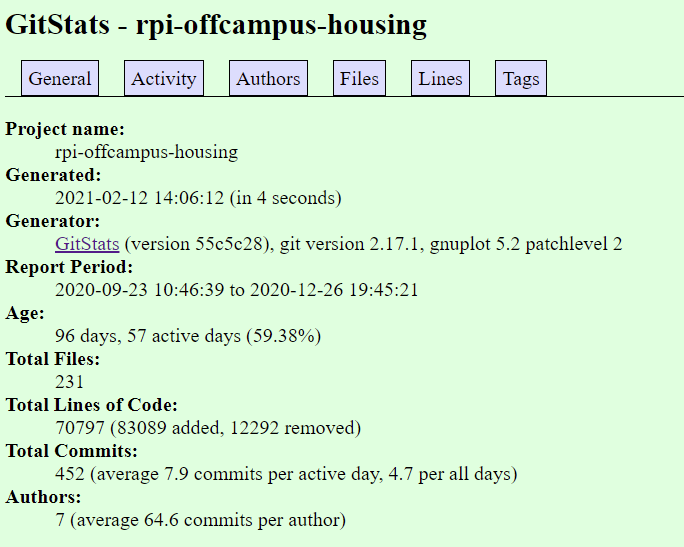 GitStats - rpi-offcampus-housing
General Activity Authors Files Lines Tags
Project name:
rpi-offcampus-housing
Generated:
2021-02-12 14:06:12 (in 4 seconds)
Generator:
GitStats (version 55c5c28), git version 2.17.1, gnuplot 5.2 patchlevel 2
Report Period:
2020-09-23 10:46:39 to 2020-12-26 19:45:21
Age:
96 days, 57 active days (59.38%)
Total Files:
231
Total Lines of Code:
70797 (83089 added, 12292 removed)
Total Commits:
452 (average 7.9 commits per active day, 4.7 per all days)
Authors:
7 (average 64.6 commits per author)